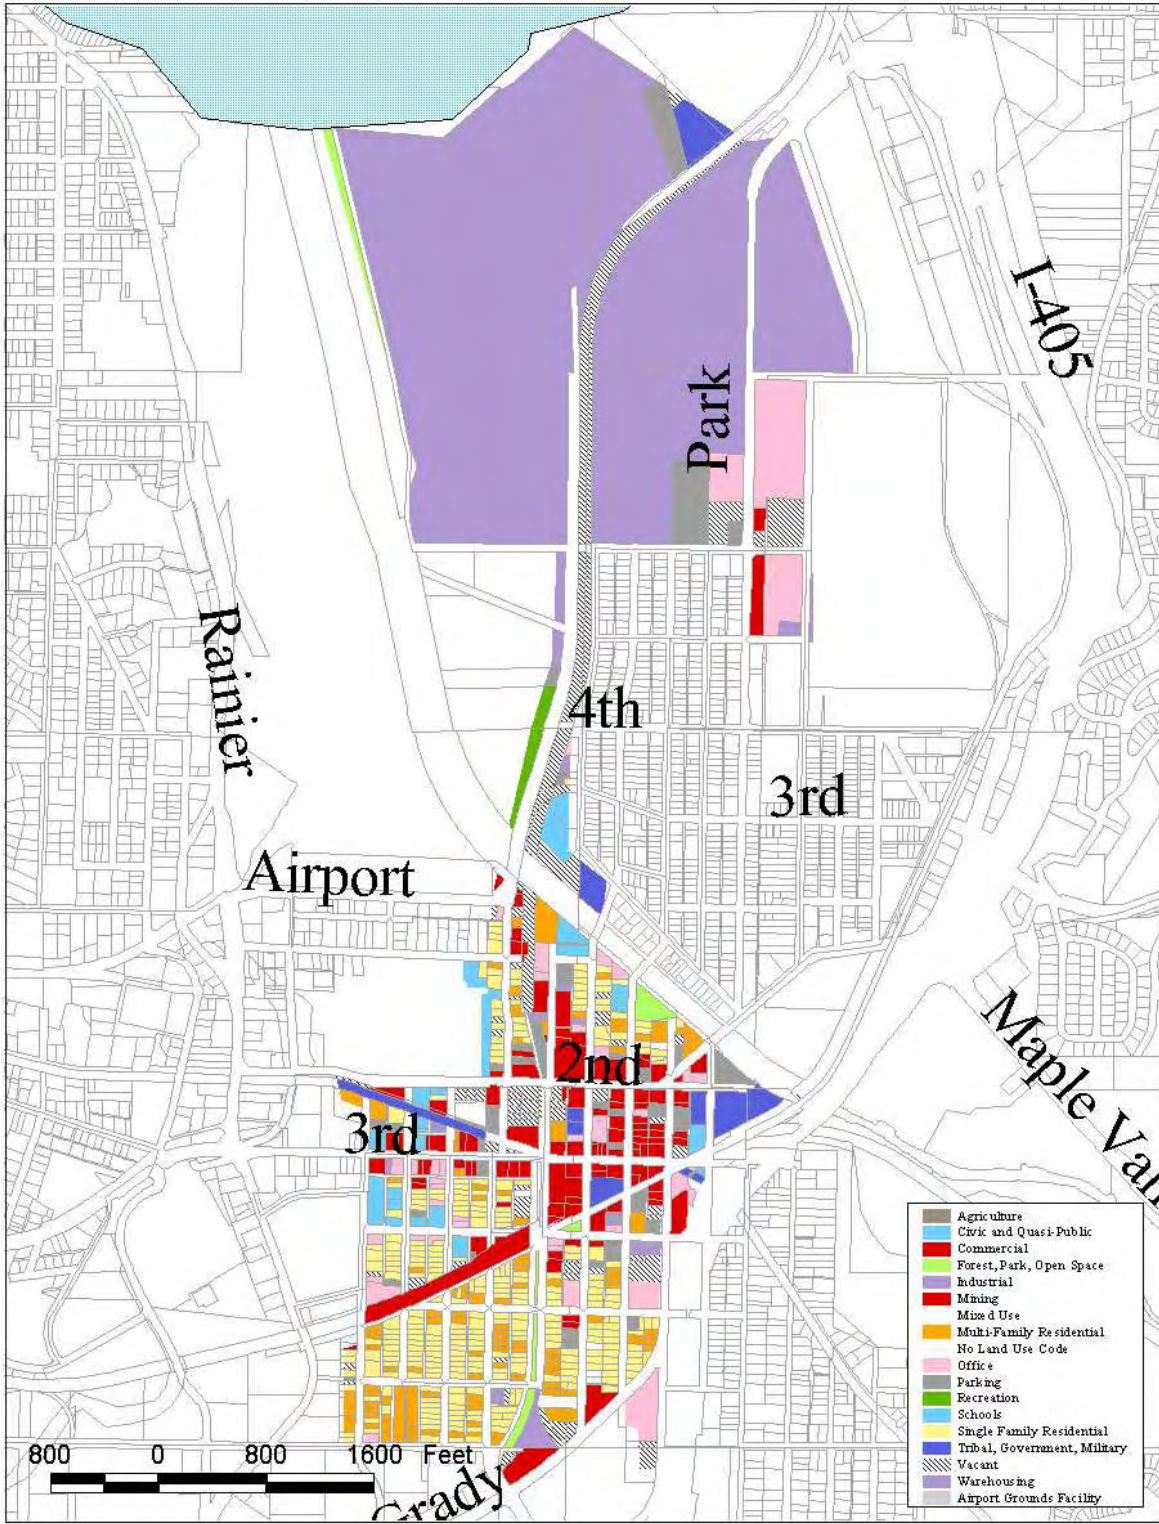 I-405
Park
Rainier
4th
3rd
Airport
2nd
3rd
Maple Val
Grady
Agriculture
Civic and Quasi-Public
Commercial
Forest, Park, Open Space
Industrial
Mining
Mixed Use
Multi-Family Residential
No Land Use Code
Office
Parking
Recreation
Schools
Single Family Residential
Tribal, Government, Military
Vacant
Warehousing
Airport Grounds Facility
800 0 800 1600 Feet